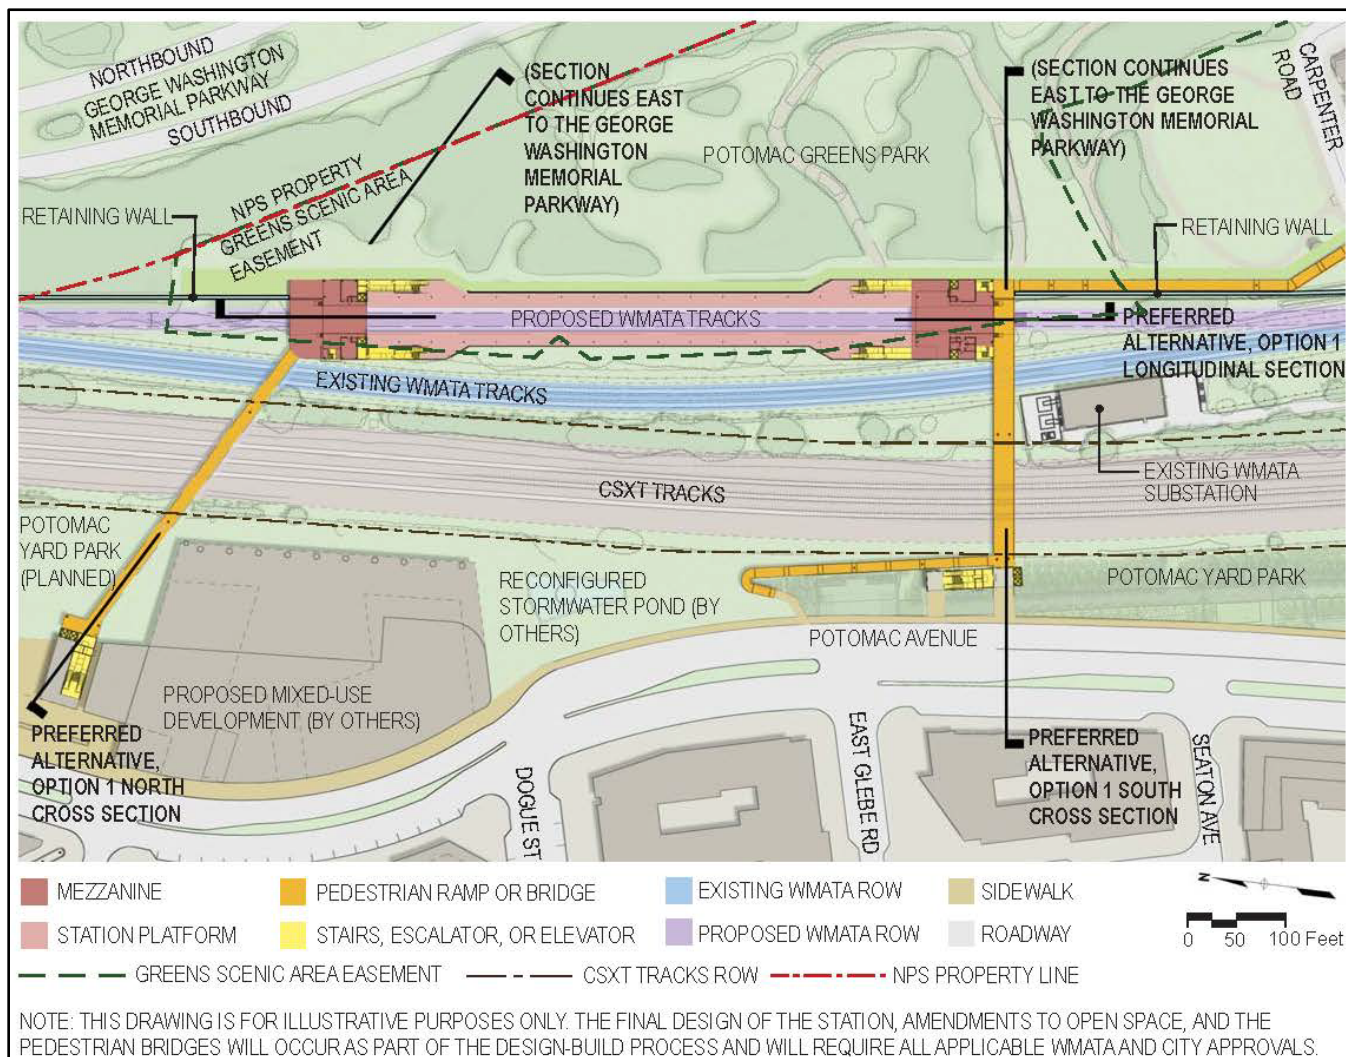 NORTHBOUND
GEORGE WASHINGTON
MEMORIAL PARKWAY
SOUTHBOUND
(SECTION
CONTINUES EAST
TO THE GEORGE
WASHINGTON
MEMORIAL
PARKWAY)
(SECTION CONTINUES
EAST TO THE GEORGE
WASHINGTON MEMORIAL
PARKWAY)
CARPENTER
ROAD
POTOMAC GREENS PARK
NPS PROPERTY
GREENS SCENIC AREA
EASEMENT
RETAINING WALL
RETAINING WALL
PROPOSED WMATA TRACKS
PREFERRED
ALTERNATIVE, OPTION 1
LONGITUDINAL SECTION
EXISTING WMATA TRACKS
EXISTING WMATA
SUBSTATION
CSXT TRACKS
POTOMAC
YARD PARK
(PLANNED)
RECONFIGURED
STORMWATER POND (BY
OTHERS)
POTOMAC YARD PARK
POTOMAC AVENUE
PROPOSED MIXED-USE
DEVELOPMENT (BY OTHERS)
PREFERRED
ALTERNATIVE,
OPTION 1 NORTH
CROSS SECTION
DOGUE ST
EAST GLEBE RD
PREFERRED
ALTERNATIVE,
OPTION 1 SOUTH
CROSS SECTION
SEATON AVE
MEZZANINE
PEDESTRIAN RAMP OR BRIDGE
EXISTING WMATA ROW
SIDEWALK
STATION PLATFORM
STAIRS, ESCALATOR, OR ELEVATOR
PROPOSED WMATA ROW
ROADWAY
N
0 50 100 Feet
GREENS SCENIC AREA EASEMENT
CSXT TRACKS ROW
NPS PROPERTY LINE
NOTE: THIS DRAWING IS FOR ILLUSTRATIVE PURPOSES ONLY. THE FINAL DESIGN OF THE STATION, AMENDMENTS TO OPEN SPACE, AND THE
PEDESTRIAN BRIDGES WILL OCCUR AS PART OF THE DESIGN-BUILD PROCESS AND WILL REQUIRE ALL APPLICABLE WMATA AND CITY APPROVALS.